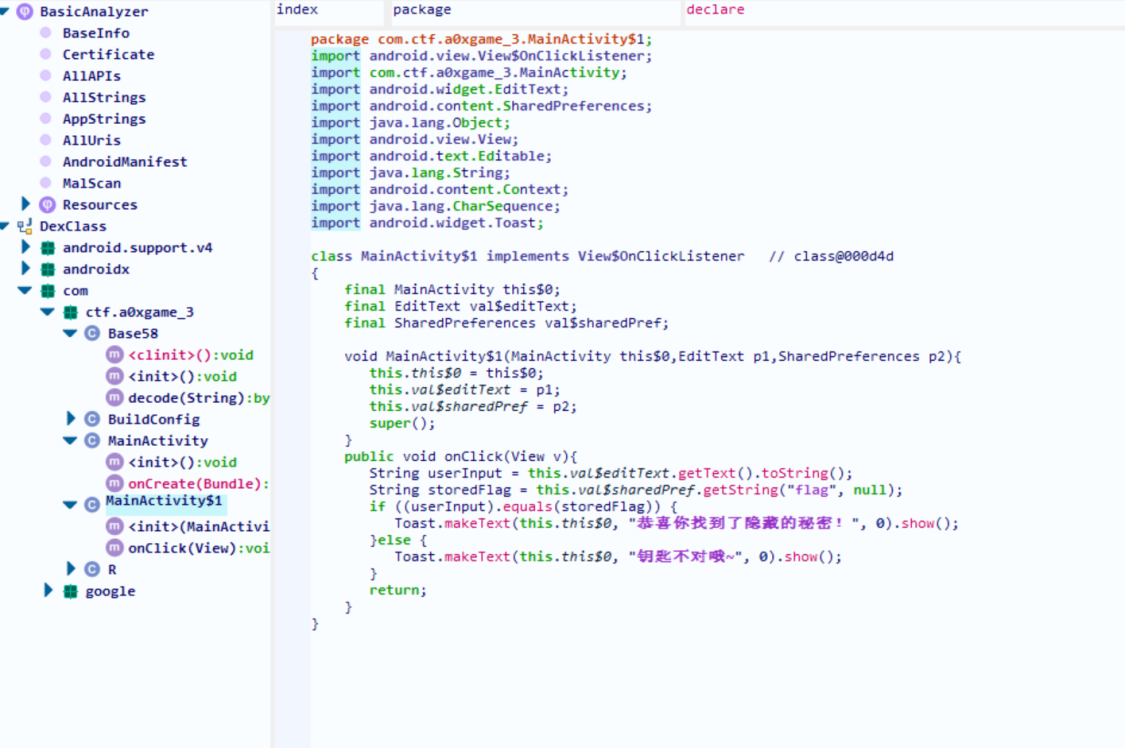 BasicAnalyzer
BaseInfo
Certificate
AllAPIs
AllStrings
AppStrings
AllUris
AndroidManifest
MalScan
Resources
DexClass
android.support.v4
androidx
com
ctf.a0xgame_3
Base58
<clinit>():void
<init>():void
decode(String):by
BuildConfig
MainActivity
<init>():void
onCreate(Bundle):
MainActivity$1
<init>(MainActivi
onClick(View):voi
R
google
index package declare
package com.ctf.a0xgame_3.MainActivity$1;
import android.view.View$OnClickListener;
import com.ctf.a0xgame_3.MainActivity;
import android.widget.EditText;
import android.content.SharedPreferences;
import java.lang.Object;
import android.view.View;
import android.text.Editable;
import java.lang.String;
import android.content.Context;
import java.lang.CharSequence;
import android.widget.Toast;
class MainActivity$1 implements View$OnClickListener // class@000d4d
{
final MainActivity this$0;
final EditText val$editText;
final SharedPreferences val$sharedPref;
void MainActivity$1(MainActivity this$0,EditText p1,SharedPreferences p2){
this.this$0 = this$0;
this.val$editText = p1;
this.val$sharedPref = p2;
super();
}
public void onClick(View v){
String userInput = this.val$editText.getText().toString();
String storedFlag = this.val$sharedPref.getString("flag", null);
if ((userInput).equals(storedFlag)) {
Toast.makeText(this.this$0, "恭喜你找到了隐藏的秘密！", 0).show();
}else {
Toast.makeText(this.this$0, "钥匙不对哦~", 0).show();
}
return;
}
}